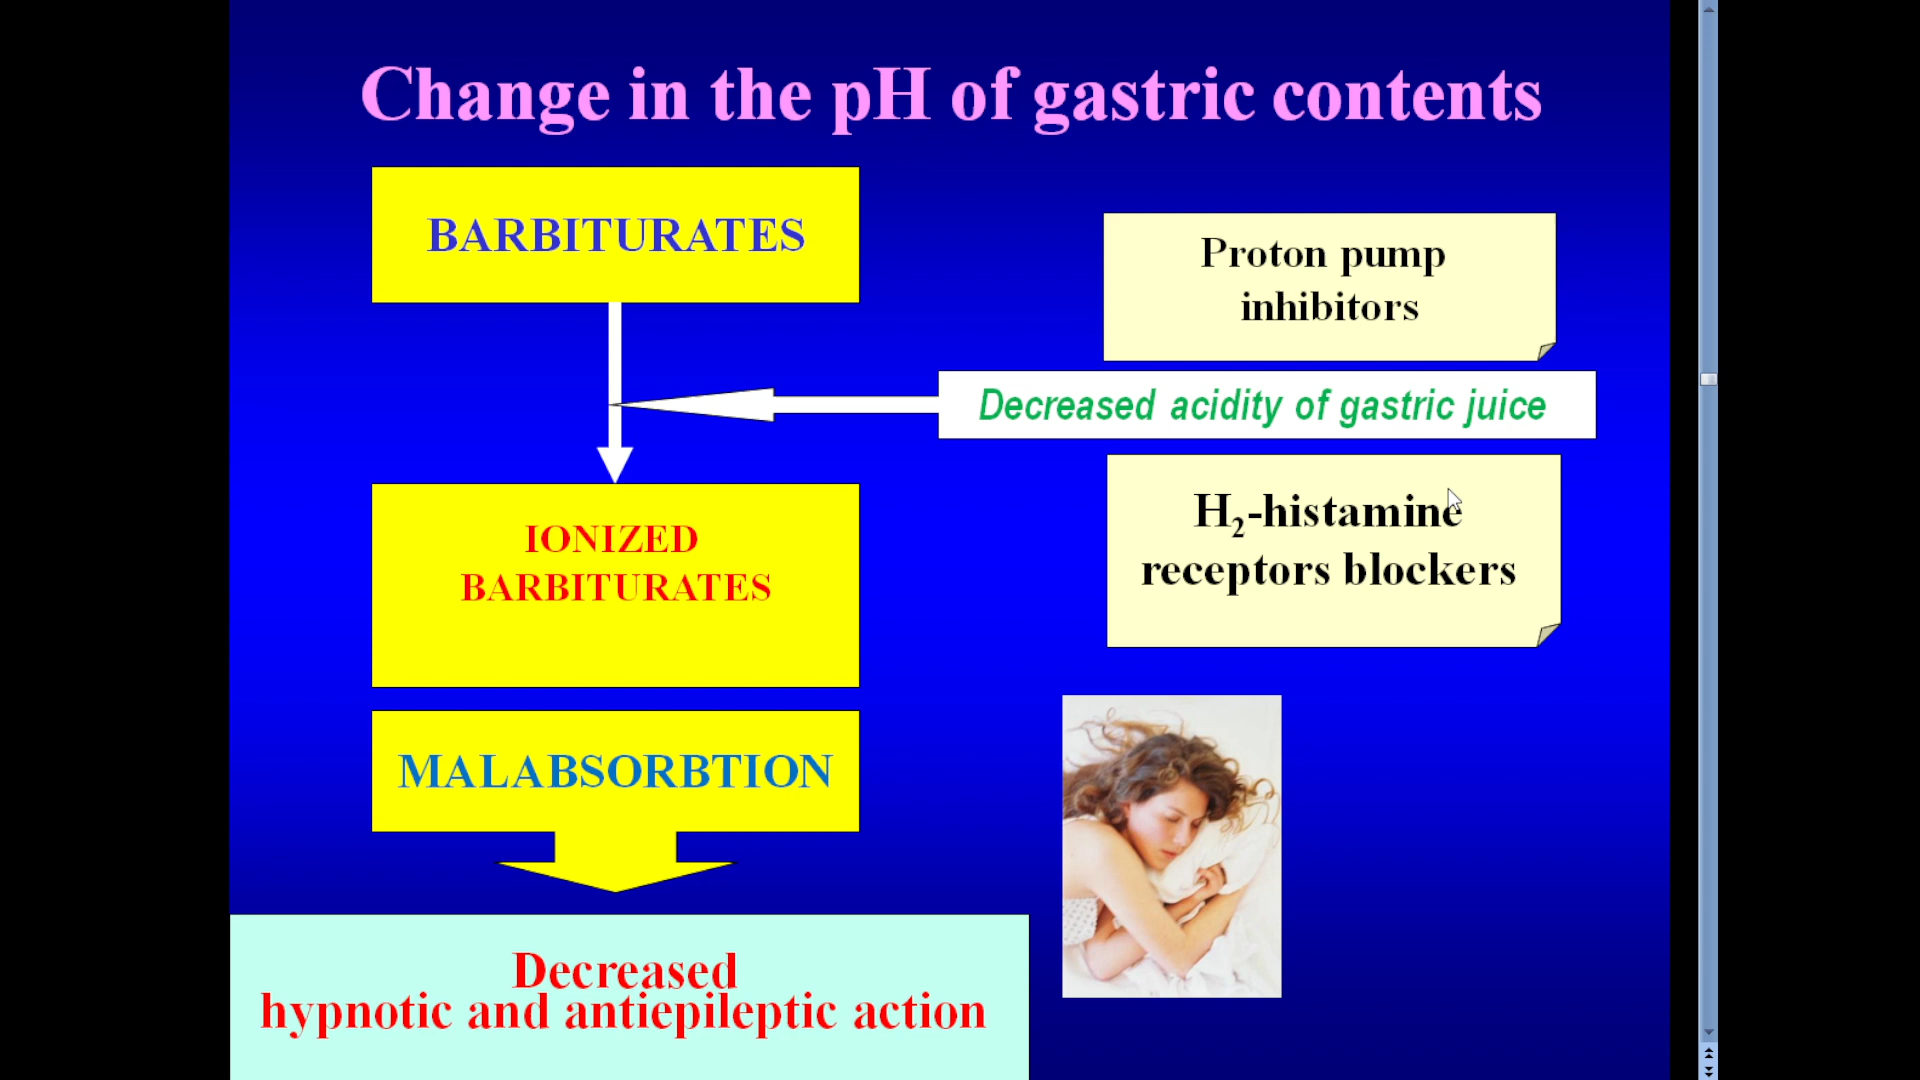 Change in the pH of gastric contents
BARBITURATES
Proton pump
inhibitors
Decreased acidity of gastric juice
H₂-histamine
receptors blockers
IONIZED
BARBITURATES
MALABSORBTION
Decreased
hypnotic and antiepileptic action